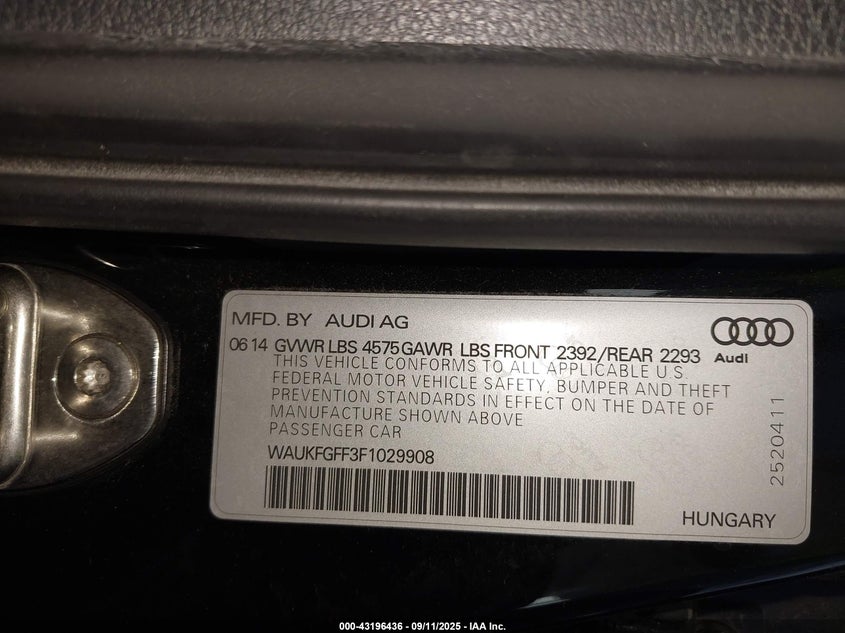 MFD. BY AUDI AG
06 14 GVWR LBS 4575 GAWR LBS FRONT 2392/REAR 2293
Audi
THIS VEHICLE CONFORMS TO ALL APPLICABLE U S
FEDERAL MOTOR VEHICLE SAFETY, BUMPER AND THEFT
PREVENTION STANDARDS IN EFFECT ON THE DATE OF
MANUFACTURE SHOWN ABOVE
PASSENGER CAR
WAUKFGFF3F1029908
2520411
HUNGARY
000-43196436 - 09/11/2025 - IAA Inc.